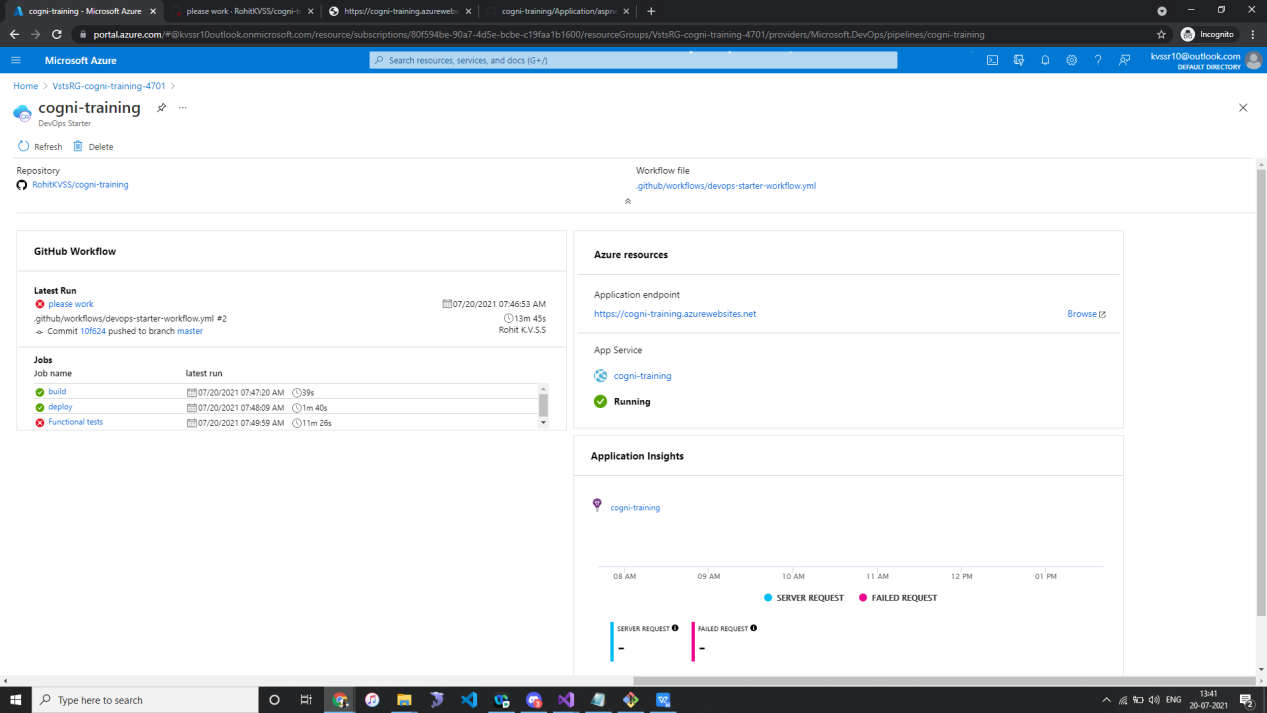 cogni-training - Microsoft Azure
please work · RohitKVSS/cogni-tr
https://cogni-training.azurewebs
cogni-training/Application/aspne
portal.azure.com/#@kvssr10outlook.onmicrosoft.com/resource/subscriptions/80f594be-90a7-4d5e-bcbe-c19faa1b1600/resourceGroups/VstsRG-cogni-training-4701/providers/Microsoft.DevOps/pipelines/cogni-training
Incognito
Microsoft Azure
Search resources, services, and docs (G+/)
kvssr10@outlook.com
DEFAULT DIRECTORY
Home > VstsRG-cogni-training-4701 >
cogni-training
DevOps Starter
Refresh
Delete
Repository
RohitKVSS/cogni-training
Workflow file
.github/workflows/devops-starter-workflow.yml
GitHub Workflow
Latest Run
please work
07/20/2021 07:46:53 AM
.github/workflows/devops-starter-workflow.yml #2
13m 45s
Commit 10f624 pushed to branch master
Rohit K.V.S.S
Jobs
Job name latest run
build 07/20/2021 07:47:20 AM 39s
deploy 07/20/2021 07:48:09 AM 1m 40s
Functional tests 07/20/2021 07:49:59 AM 11m 26s
Azure resources
Application endpoint
https://cogni-training.azurewebsites.net
Browse
App Service
cogni-training
Running
Application Insights
cogni-training
08 AM 09 AM 10 AM 11 AM 12 PM 01 PM
SERVER REQUEST FAILED REQUEST
SERVER REQUEST FAILED REQUEST
- -
Type here to search
ENG
13:41
20-07-2021
2